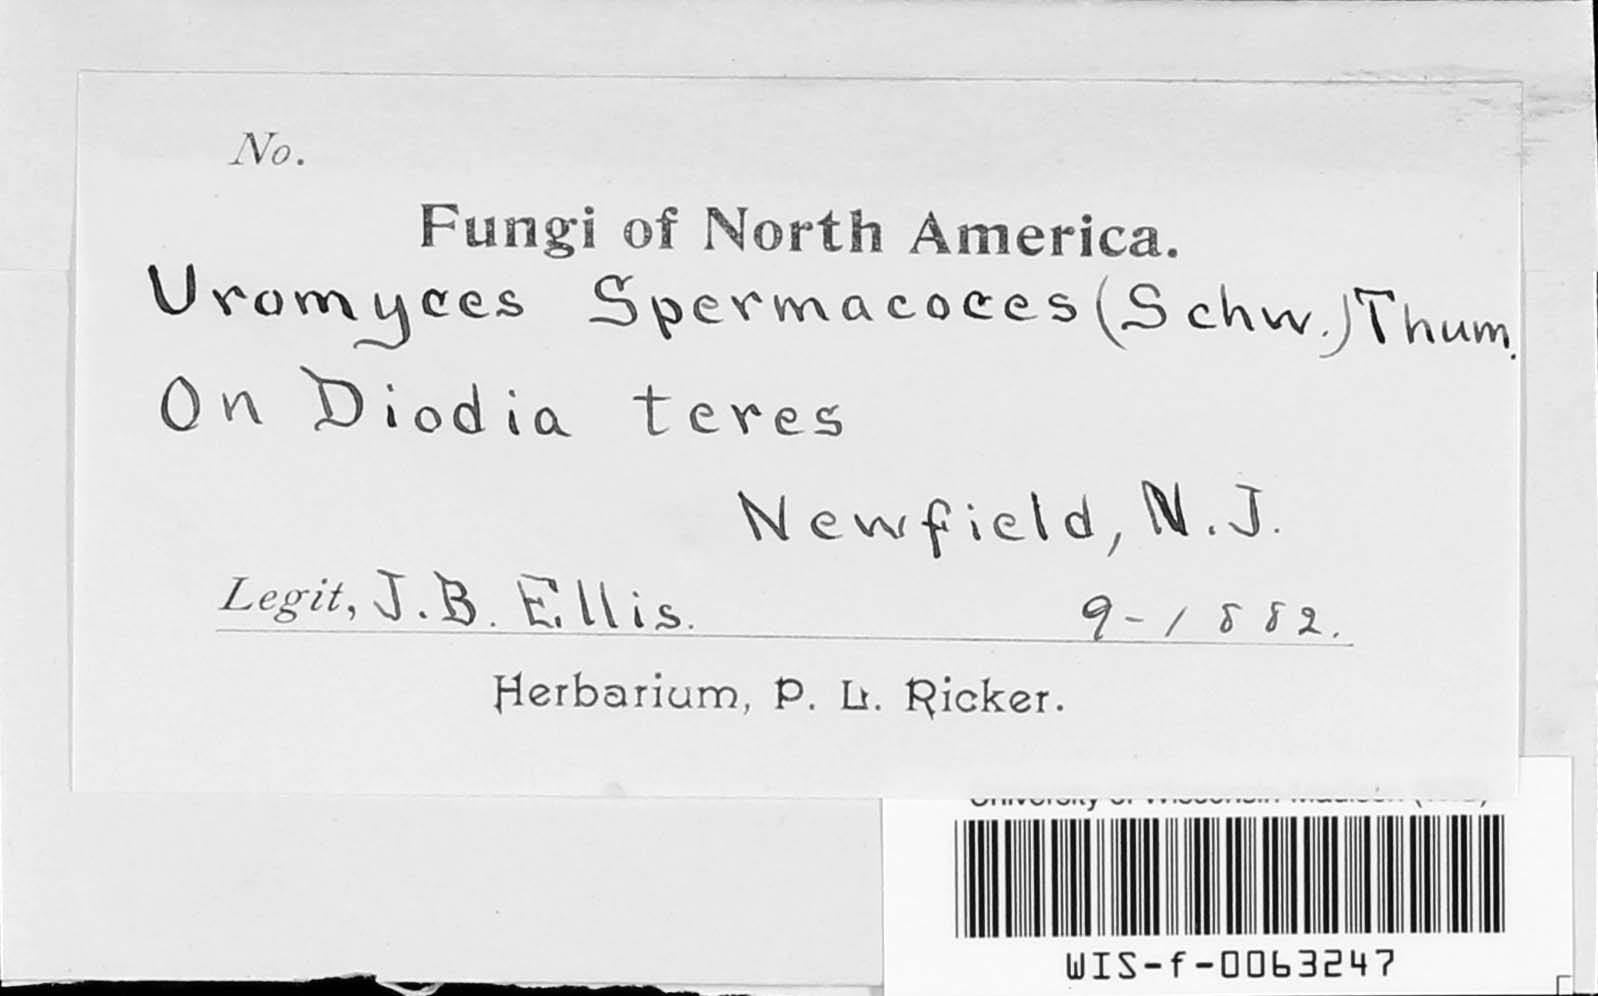 No.
Fungi of North America.
Uromyces Spermacoces (Schw.) Thum.
On Diodia teres
Newfield, N.J.
Legit, J.B. Ellis. 9-1882.
Herbarium, P. L. Ricker.
WIS-f-0063247